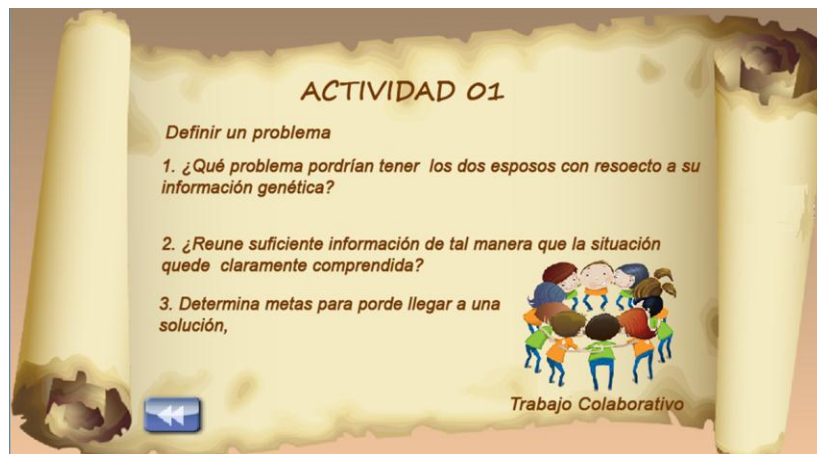 ACTIVIDAD 01
Definir un problema
1. ¿Qué problema pordrían tener los dos esposos con resoecto a su
información genética?
2. ¿Reune suficiente información de tal manera que la situación
quede claramente comprendida?
3. Determina metas para porde llegar a una
solución,
Trabajo Colaborativo